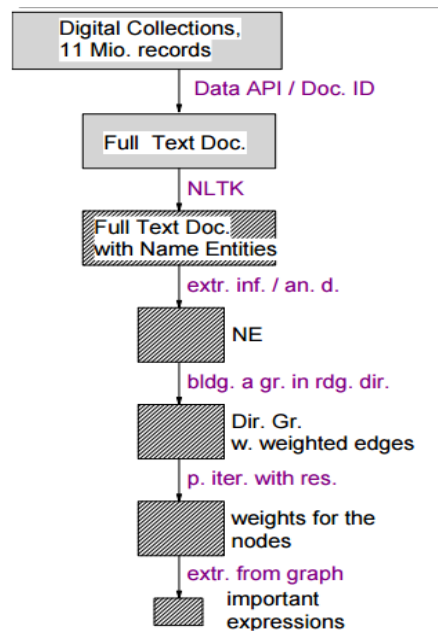 Digital Collections,
11 Mio. records
Data API / Doc. ID
Full Text Doc.
NLTK
Full Text Doc.
with Name Entities
extr. inf. / an. d.
NE
bldg. a gr. in rdg. dir.
Dir. Gr.
w. weighted edges
p. iter. with res.
weights for the
nodes
extr. from graph
important
expressions